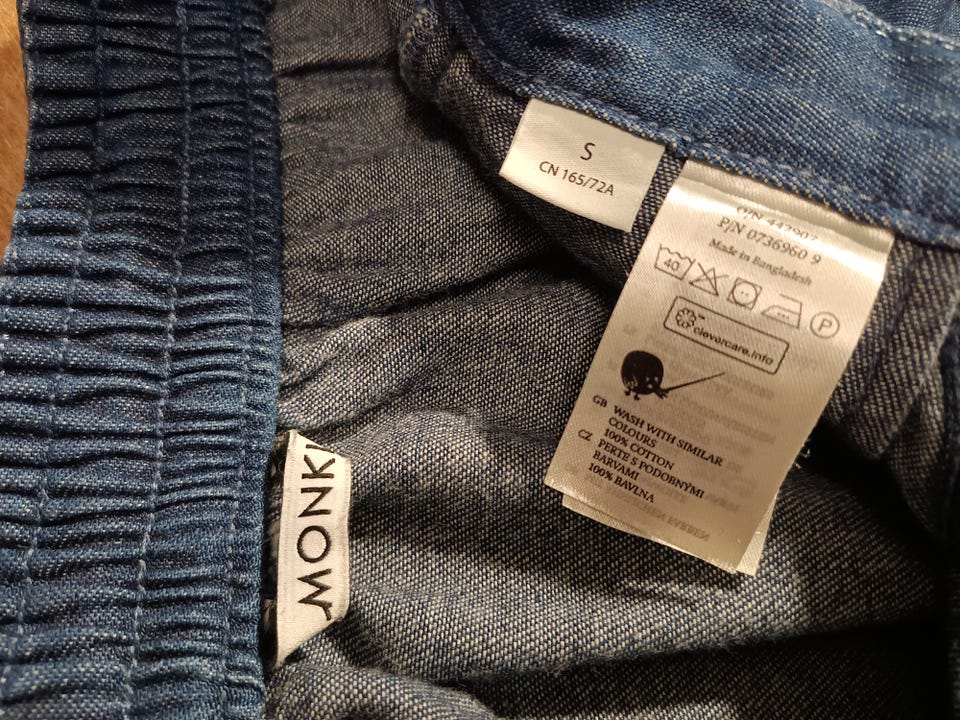 S
CN 165/72A
P/N 0736960 9
Made in Bangladesh
40
P
clevercare.info
GB WASH WITH SIMILAR
COLOURS
100% COTTON
CZ PERTE S PODOBNÝMI
BARVAMI
100% BAVLNA
MONK